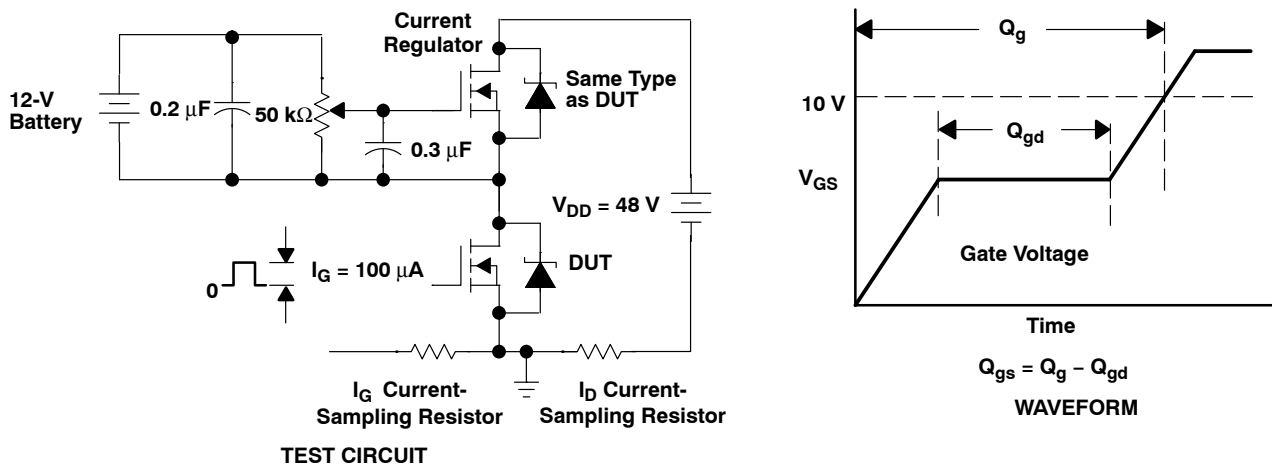 Current
Regulator
12-V
Battery
0.2 μF
50 kΩ
0.3 μF
Same Type
as DUT
V_DD = 48 V
DUT
I_G = 100 μA
0
I_G Current-
Sampling Resistor
I_D Current-
Sampling Resistor
TEST CIRCUIT
Q_g
10 V
Q_gd
V_GS
Gate Voltage
Time
Q_gs = Q_g – Q_gd
WAVEFORM